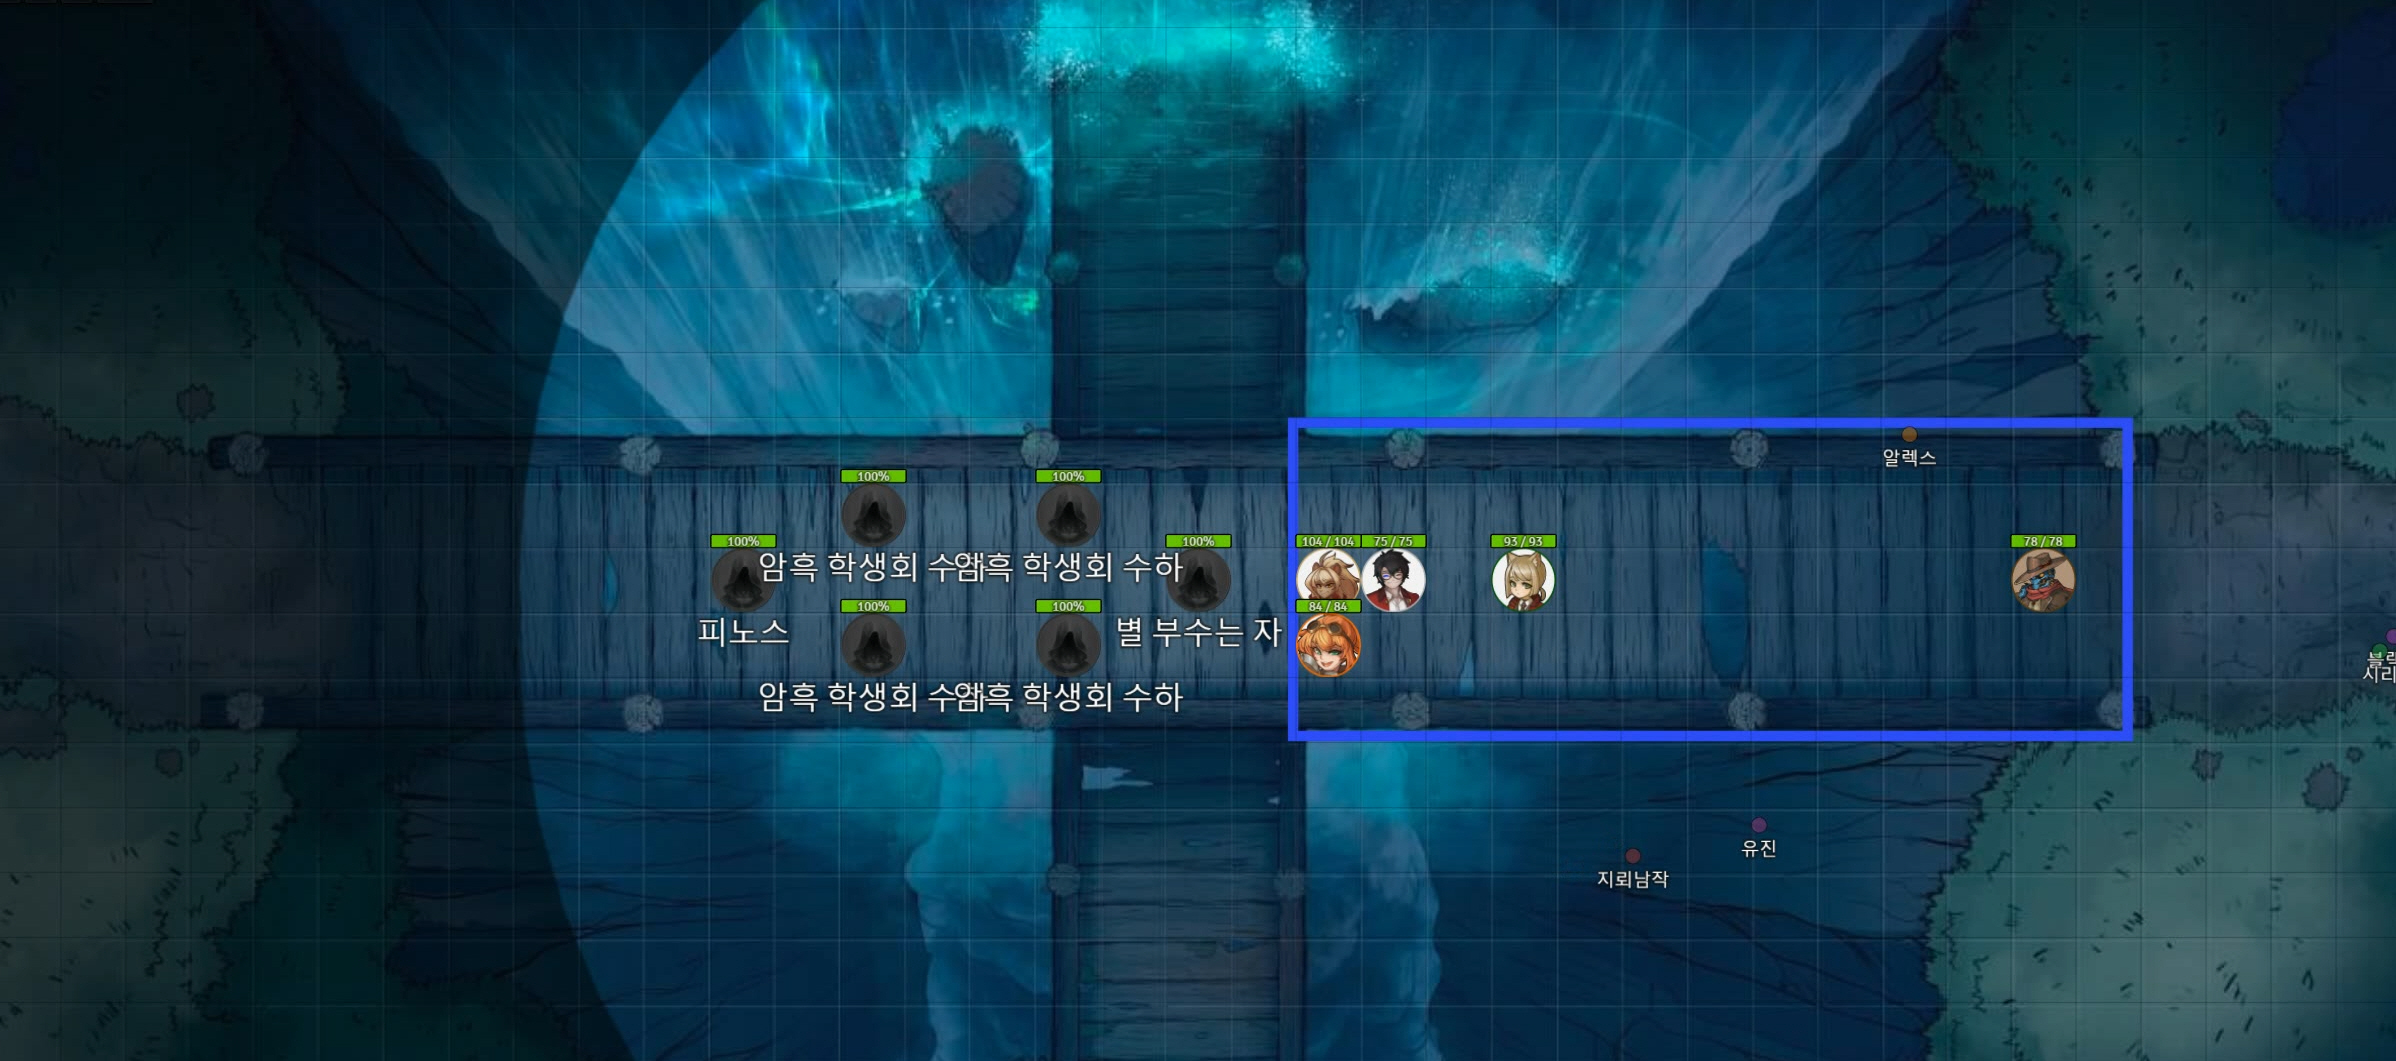 알렉스
100%
100%
100%
암흑 학생회 수하
암흑 학생회 수하
100%
104 / 104
75 / 75
93 / 93
78 / 78
100%
100%
84 / 84
피노스
별 부수는 자
암흑 학생회 수하
암흑 학생회 수하
유진
지뢰남작